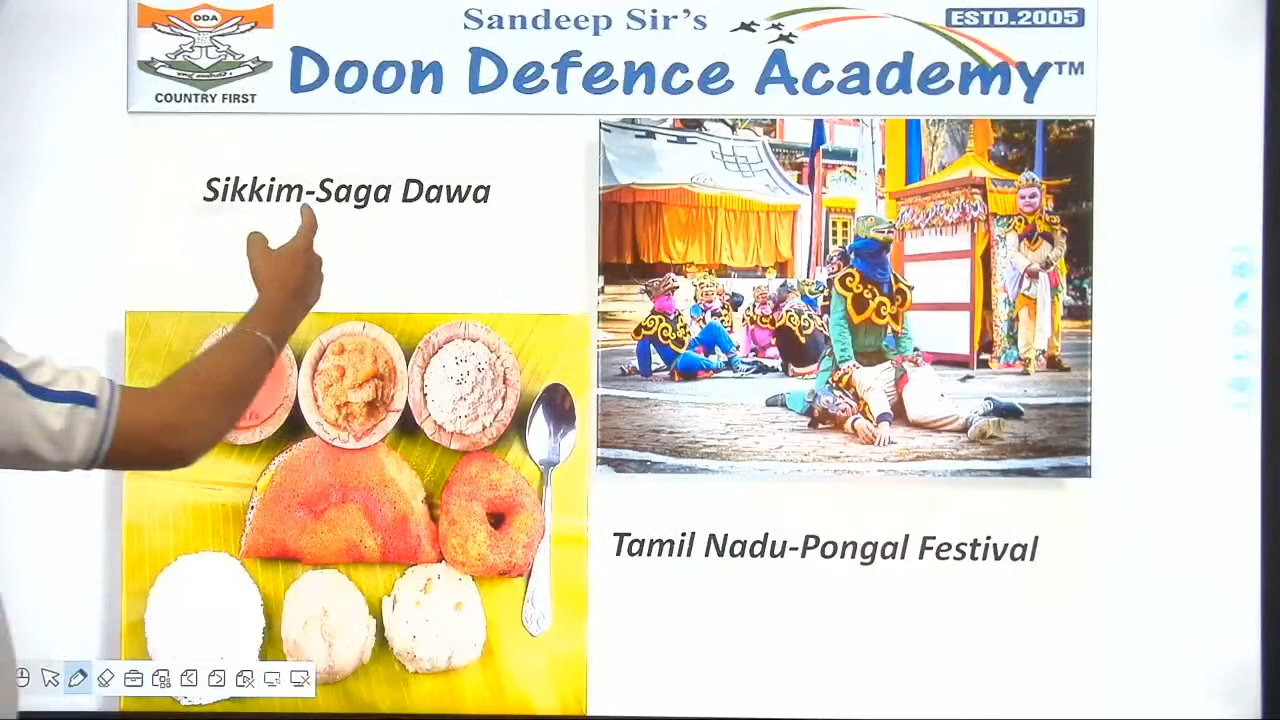 DDA
COUNTRY FIRST
Sandeep Sir's
ESTD.2005
Doon Defence Academy™
Sikkim-Saga Dawa
Tamil Nadu-Pongal Festival